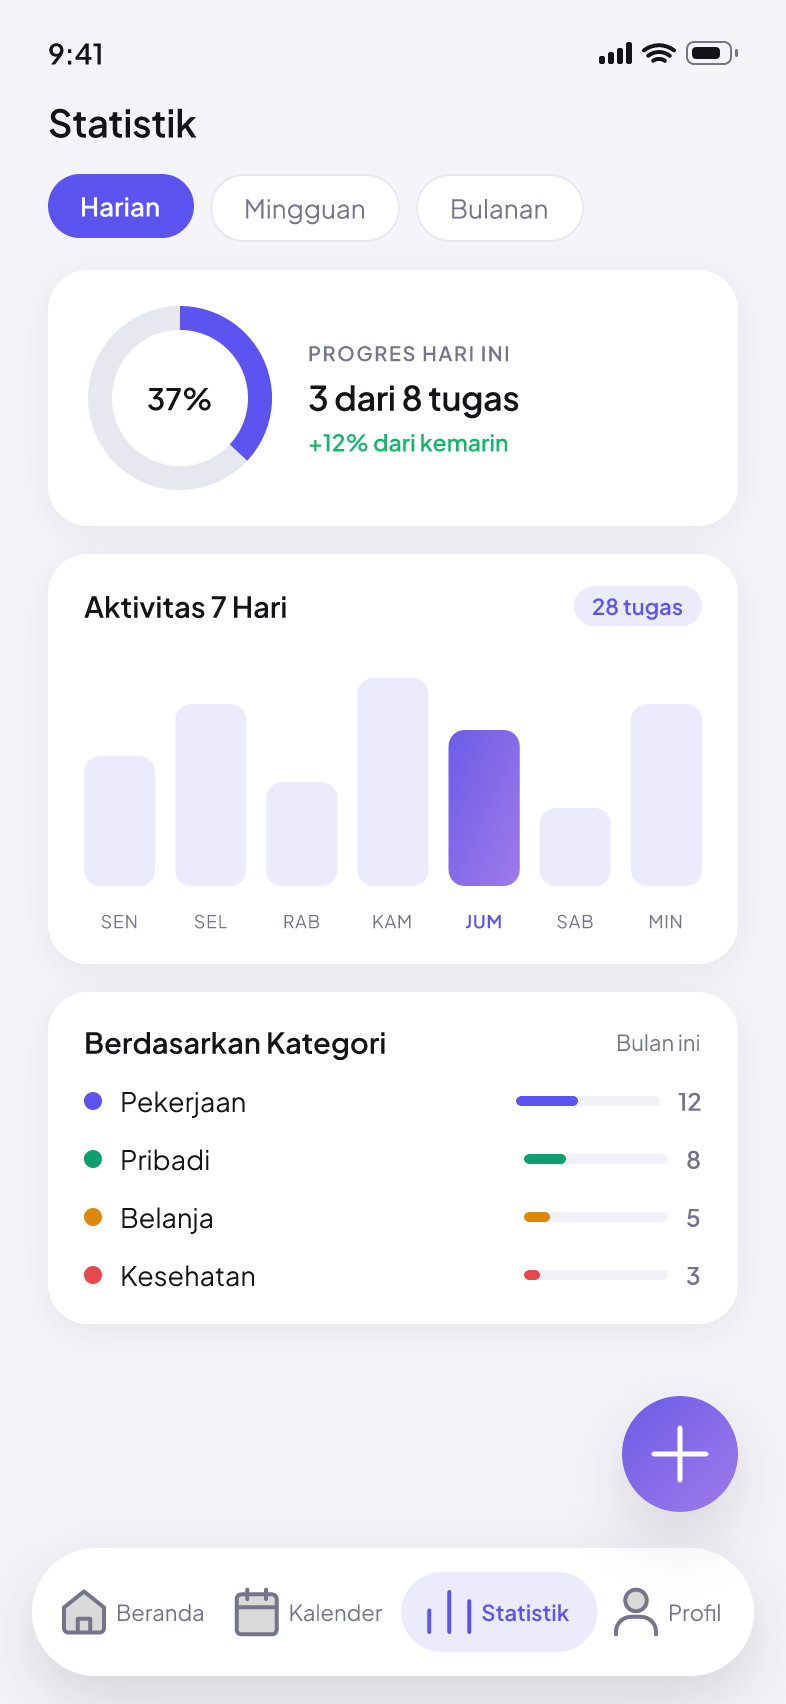 9:41
Statistik
Harian
Mingguan
Bulanan
37%
PROGRES HARI INI
3 dari 8 tugas
+12% dari kemarin
Aktivitas 7 Hari
28 tugas
SEN
SEL
RAB
KAM
JUM
SAB
MIN
Berdasarkan Kategori
Bulan ini
Pekerjaan
12
Pribadi
8
Belanja
5
Kesehatan
3
Beranda
Kalender
Statistik
Profil